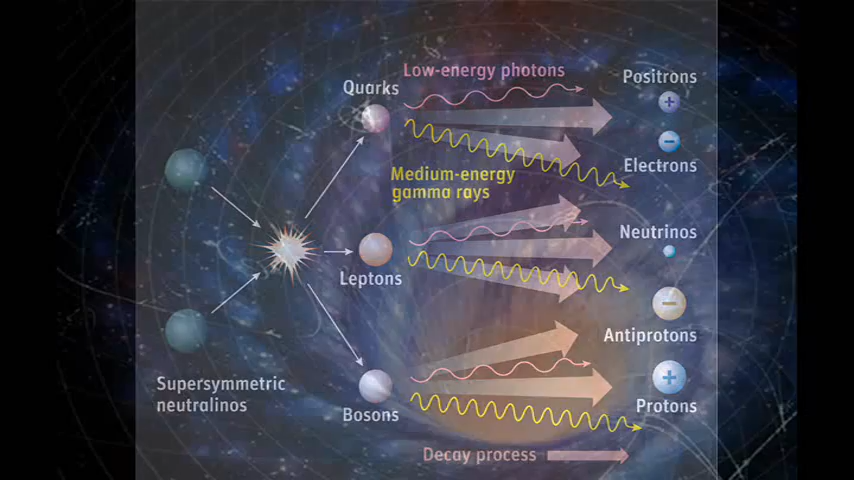 Low-energy photons
Quarks
Positrons
+
−
Electrons
Medium-energy
gamma rays
Neutrinos
Leptons
−
Antiprotons
Supersymmetric
neutralinos
+
Protons
Bosons
Decay process